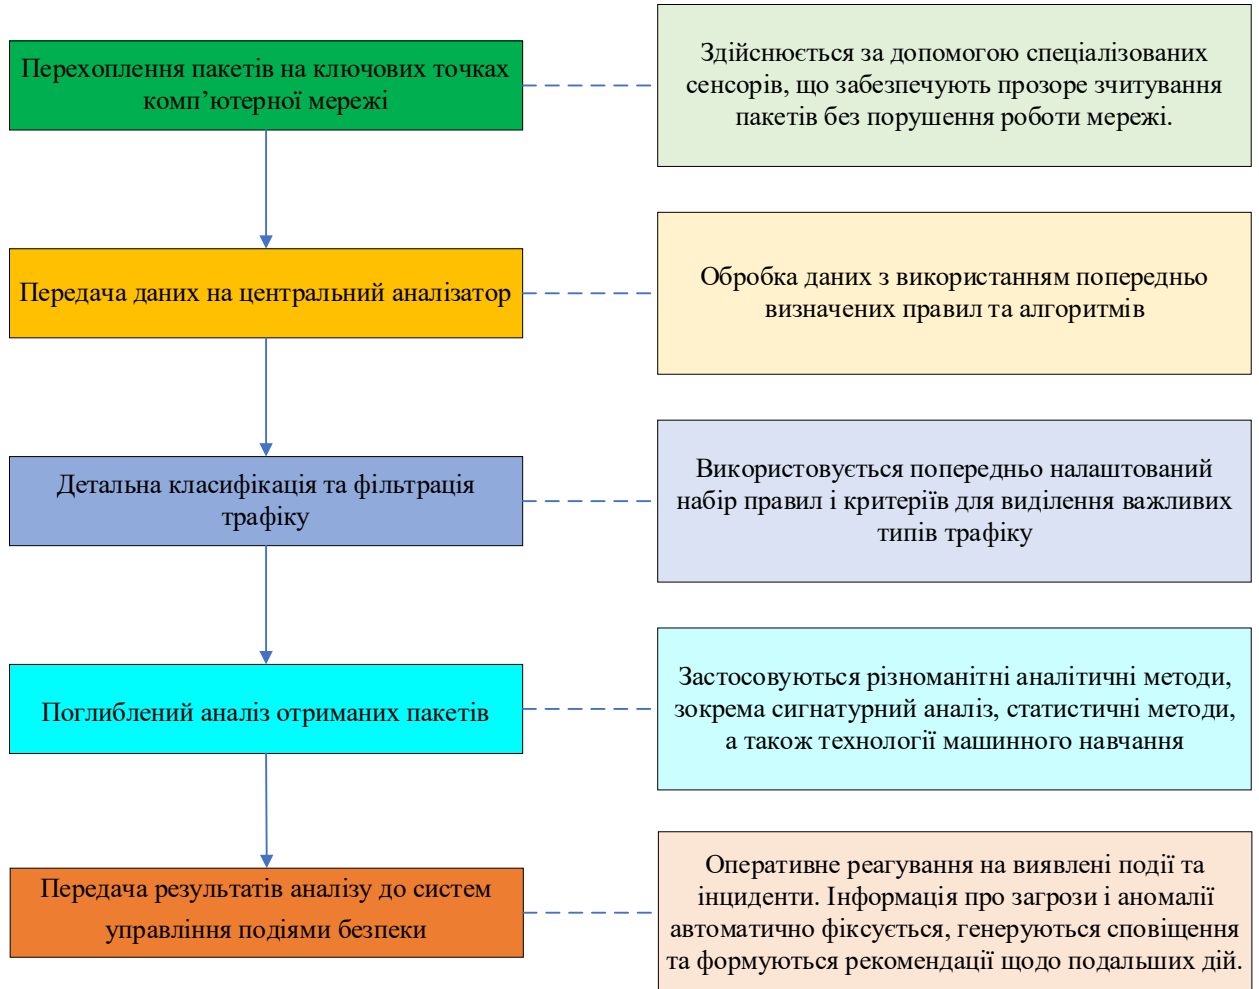 Перехоплення пакетів на ключових точках
комп’ютерної мережі
Здійснюється за допомогою спеціалізованих
сенсорів, що забезпечують прозоре зчитування
пакетів без порушення роботи мережі.
Передача даних на центральний аналізатор
Обробка даних з використанням попередньо
визначених правил та алгоритмів
Детальна класифікація та фільтрація
трафіку
Використовується попередньо налаштований
набір правил і критеріїв для виділення важливих
типів трафіку
Поглиблений аналіз отриманих пакетів
Застосовуються різноманітні аналітичні методи,
зокрема сигнатурний аналіз, статистичні методи,
а також технології машинного навчання
Передача результатів аналізу до систем
управління подіями безпеки
Оперативне реагування на виявлені події та
інциденти. Інформація про загрози і аномалії
автоматично фіксується, генеруються сповіщення
та формуються рекомендації щодо подальших дій.